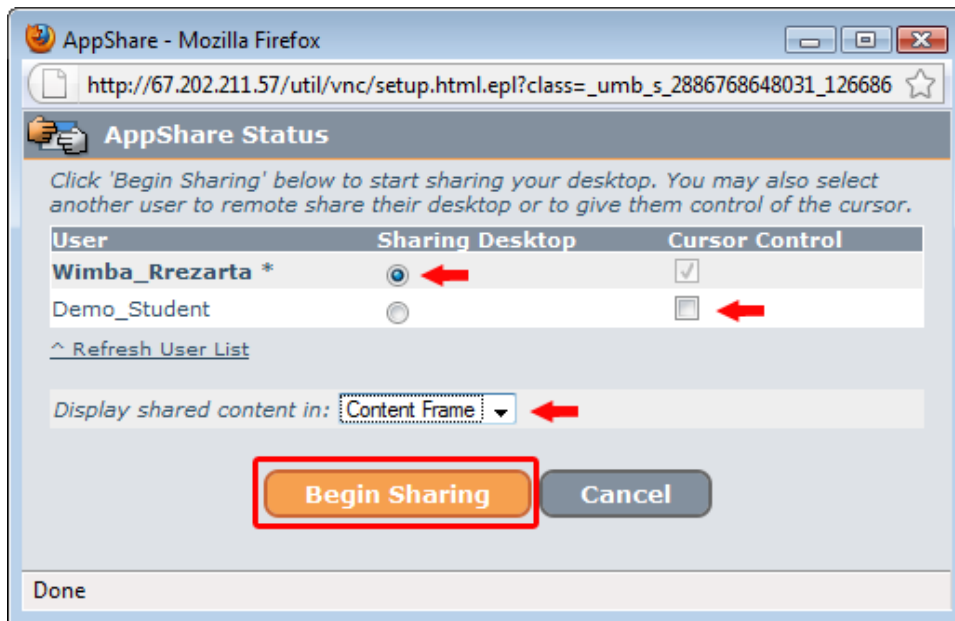 AppShare - Mozilla Firefox
http://67.202.211.57/util/vnc/setup.html.epl?class=_umb_s_2886768648031_126686
AppShare Status
Click 'Begin Sharing' below to start sharing your desktop. You may also select
another user to remote share their desktop or to give them control of the cursor.
User Sharing Desktop Cursor Control
Wimba_Rrezarta *
Demo_Student
^ Refresh User List
Display shared content in: Content Frame
Begin Sharing Cancel
Done